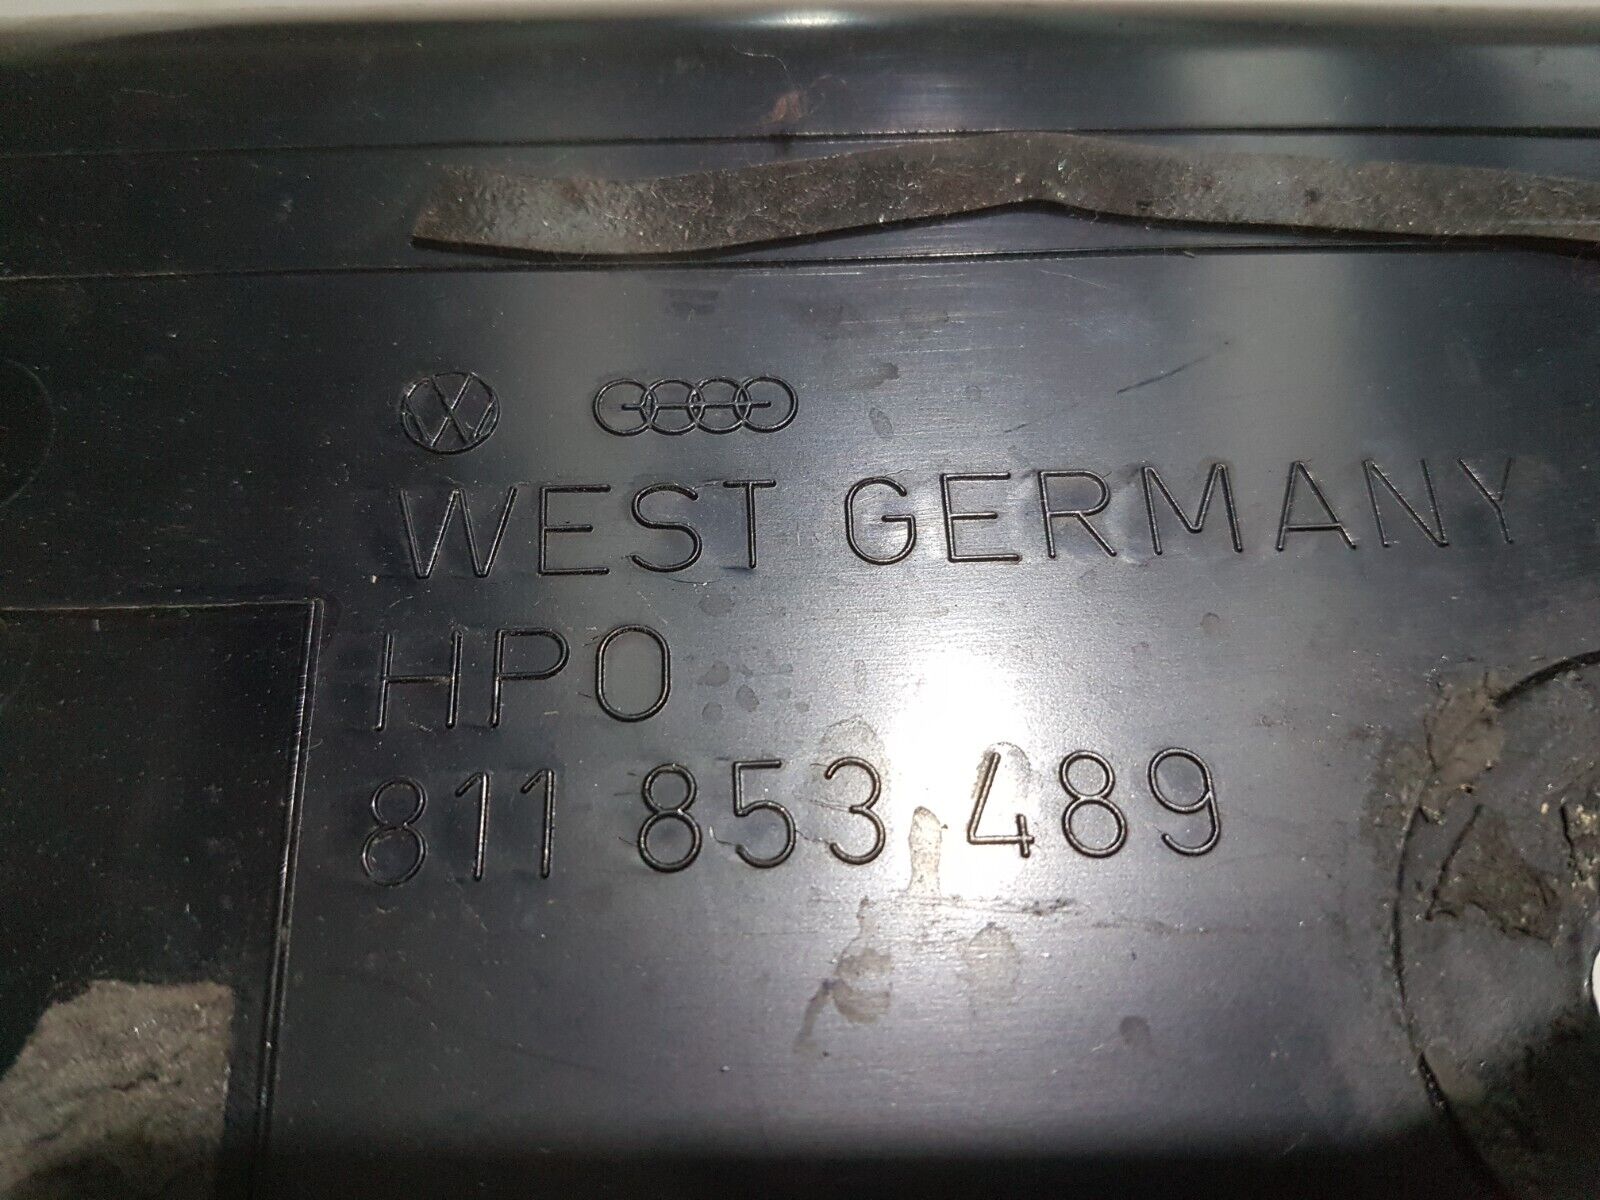 WEST GERMANY
HPO
811 853 489